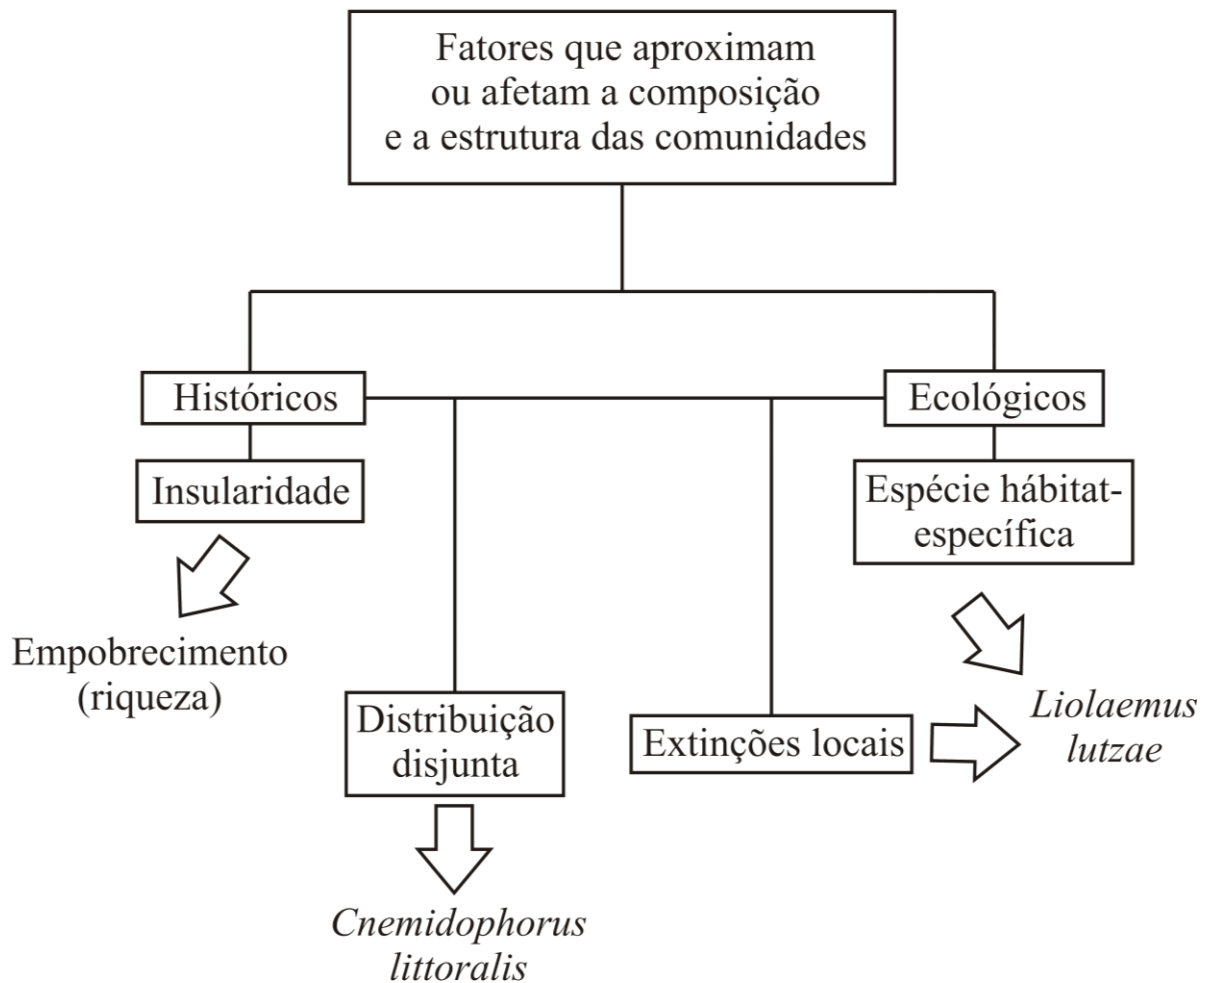 Fatores que aproximam
ou afetam a composição
e a estrutura das comunidades
Históricos
Ecológicos
Insularidade
Espécie hábitat-
específica
Empobrecimento
(riqueza)
Distribuição
disjunta
Extinções locais
Liolaemus
lutzae
Cnemidophorus
littoralis